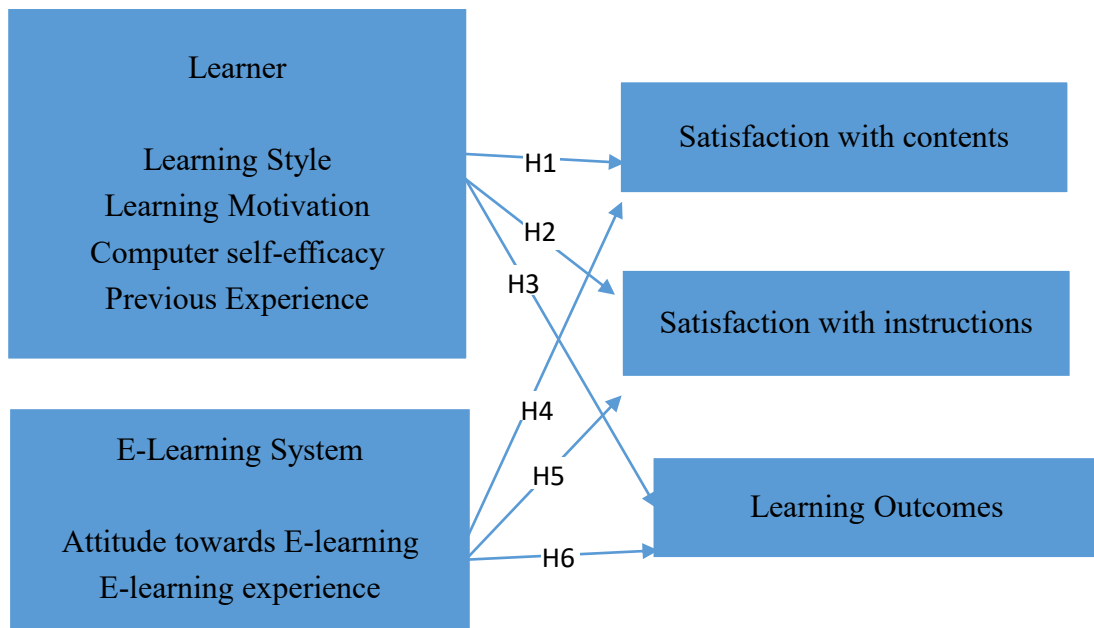 Learner
Learning Style
Learning Motivation
Computer self-efficacy
Previous Experience
E-Learning System
Attitude towards E-learning
E-learning experience
H1
H2
H3
H4
H5
H6
Satisfaction with contents
Satisfaction with instructions
Learning Outcomes